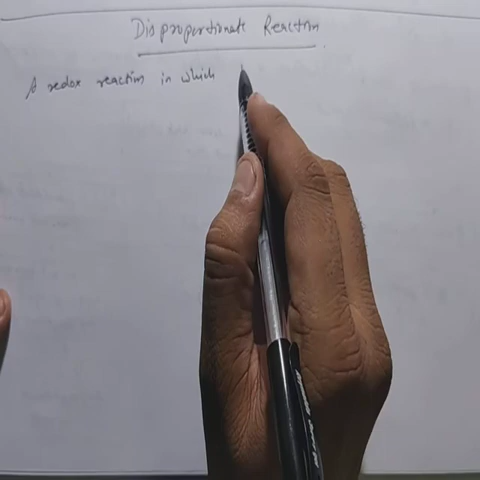 Disproportionate Reaction
A redox reaction in which